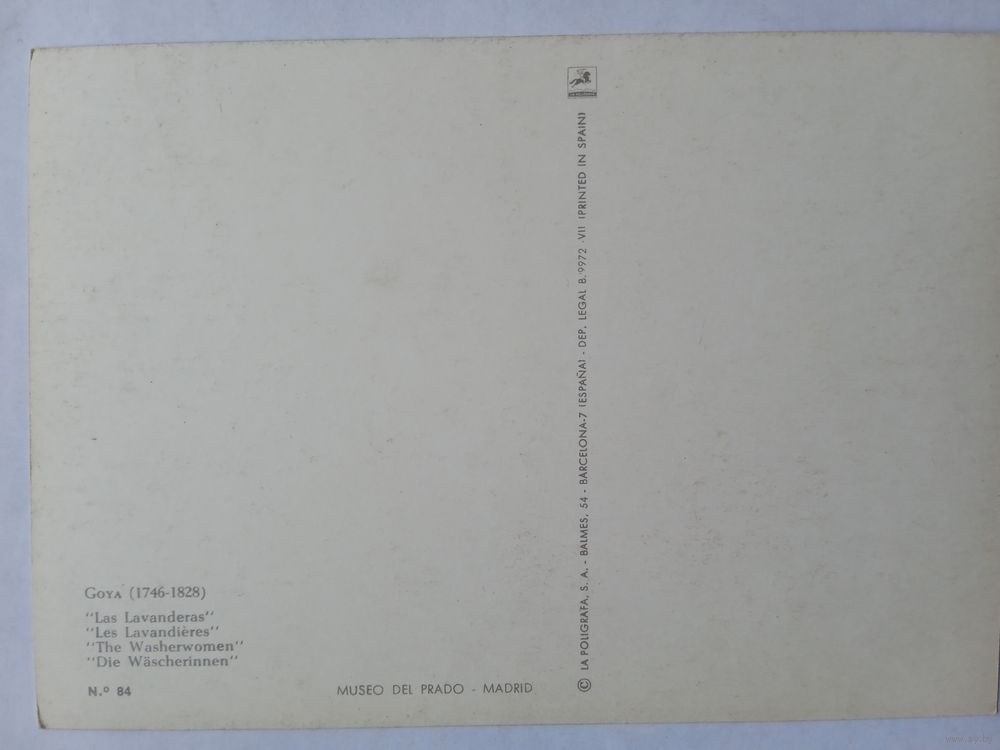 GOYA (1746-1828)
"Las Lavanderas"
"Les Lavandières"
"The Washerwomen"
"Die Wäscherinnen"
N.º 84
MUSEO DEL PRADO - MADRID
© LA POLIGRAFA, S. A. - BALMES, 54 - BARCELONA-7 (ESPAÑA) - DEP. LEGAL B. 9972 -VII (PRINTED IN SPAIN)